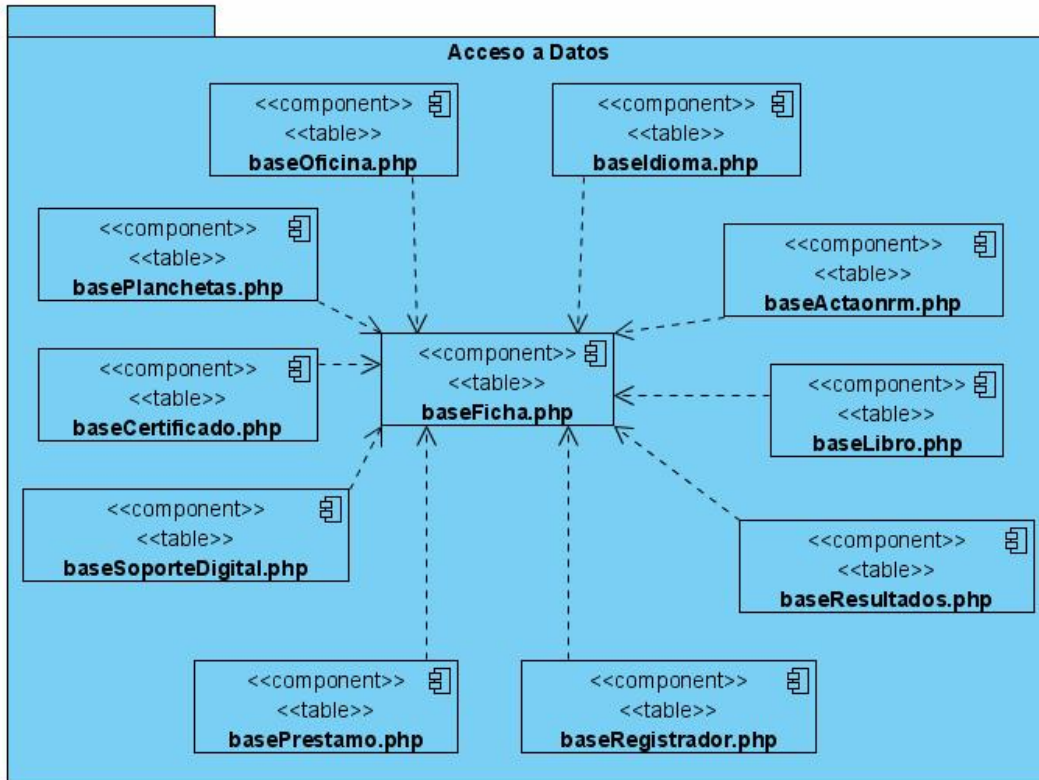 Acceso a Datos
<<component>>
<<table>>
baseOficina.php
<<component>>
<<table>>
baseIdioma.php
<<component>>
<<table>>
basePlanchetas.php
<<component>>
<<table>>
baseActaonrm.php
<<component>>
<<table>>
baseFicha.php
<<component>>
<<table>>
baseCertificado.php
<<component>>
<<table>>
baseLibro.php
<<component>>
<<table>>
baseSoporteDigital.php
<<component>>
<<table>>
baseResultados.php
<<component>>
<<table>>
basePrestamo.php
<<component>>
<<table>>
baseRegistrador.php